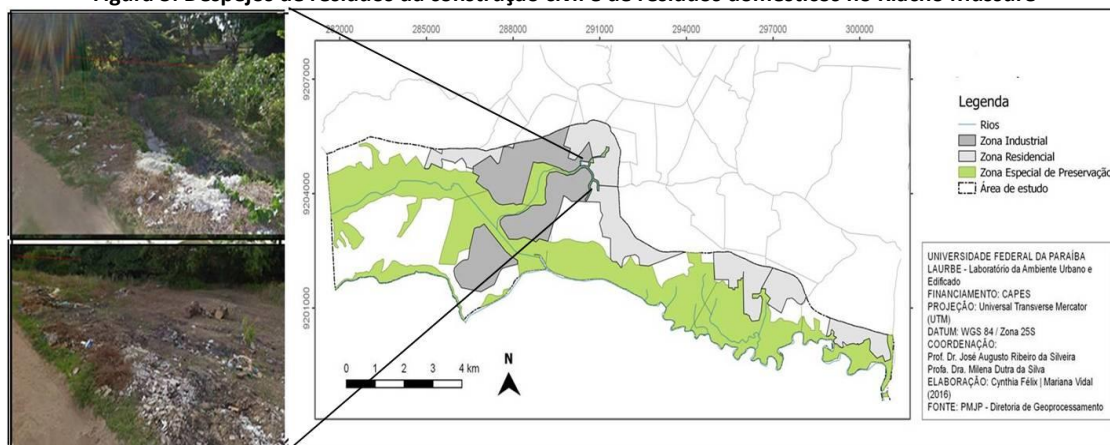 Figura 5: Despejos de resíduos da construção civil e de resíduos domésticos no Riacho Mussuré
282000 285000 288000 291000 294000 297000 300000
9207000
9204000
9201000
Legenda
Rios
Zona Industrial
Zona Residencial
Zona Especial de Preservação
Área de estudo
0 1 2 3 4 km
N
UNIVERSIDADE FEDERAL DA PARAÍBA
LAURBE - Laboratório da Ambiente Urbano e
Edificado
FINANCIAMENTO: CAPES
PROJEÇÃO: Universal Transverse Mercator
(UTM)
DATUM: WGS 84 / Zona 25S
COORDENAÇÃO:
Prof. Dr. José Augusto Ribeiro da Silveira
Profa. Dra. Milena Dutra da Silva
ELABORAÇÃO: Cynthia Félix | Mariana Vidal
(2016)
FONTE: PMJP - Diretoria de Geoprocessamento